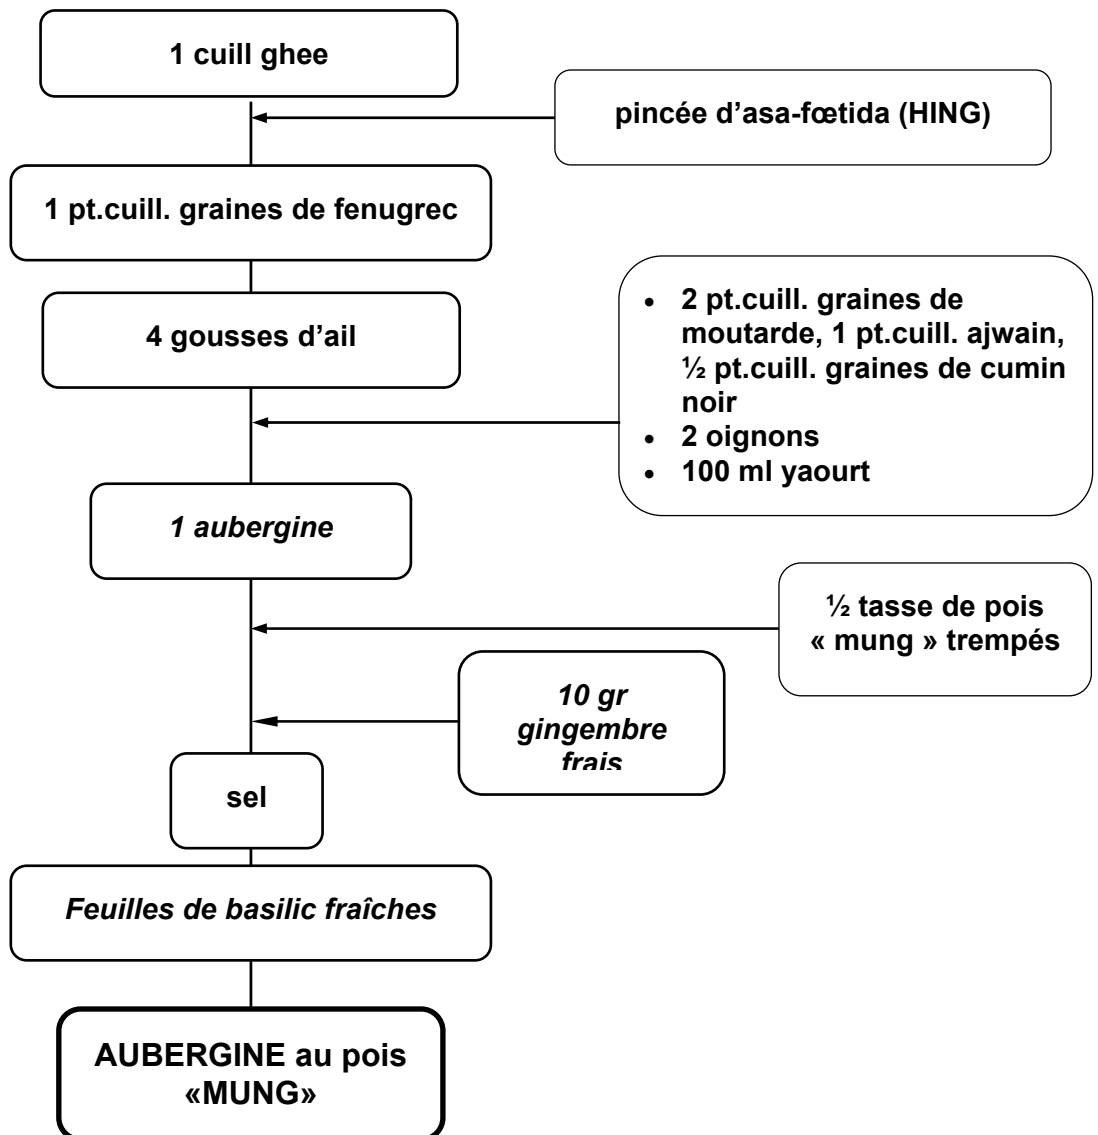 1 cuill ghee
pincée d'asa-fœtida (HING)
1 pt.cuill. graines de fenugrec
4 gousses d'ail
• 2 pt.cuill. graines de
moutarde, 1 pt.cuill. ajwain,
½ pt.cuill. graines de cumin
noir
• 2 oignons
• 100 ml yaourt
1 aubergine
½ tasse de pois
« mung » trempés
10 gr
gingembre
frais
sel
Feuilles de basilic fraîches
AUBERGINE au pois
«MUNG»